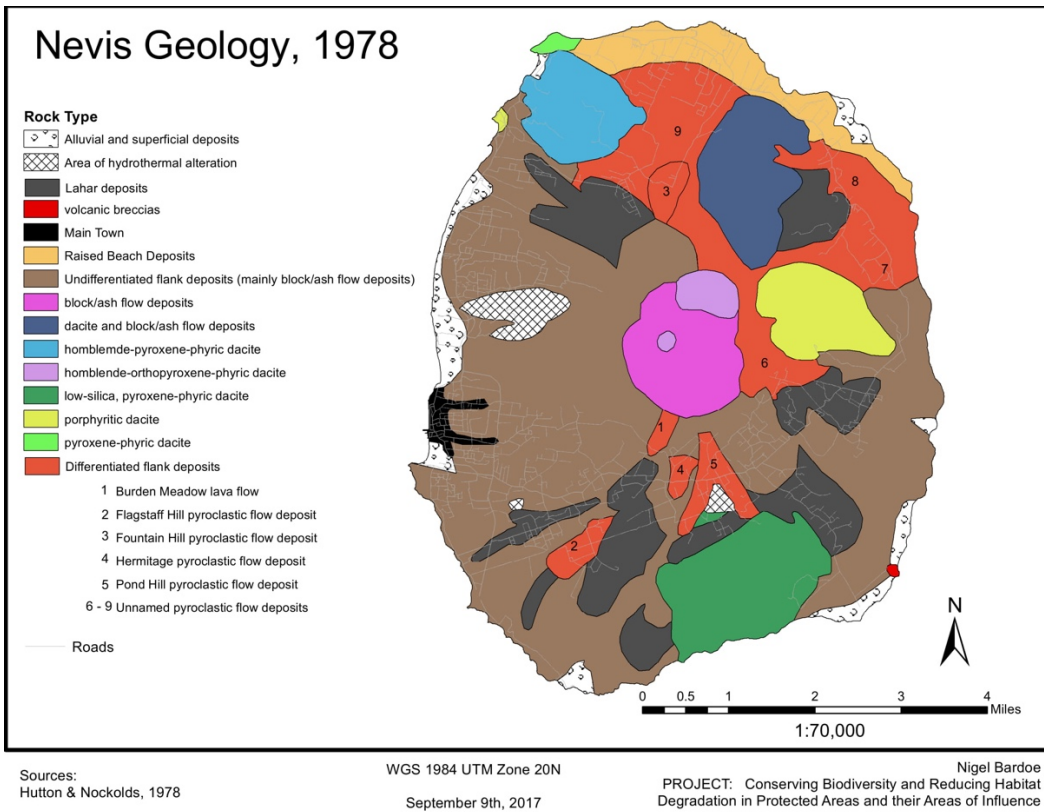 Nevis Geology, 1978
Rock Type
Alluvial and superficial deposits
Area of hydrothermal alteration
Lahar deposits
volcanic breccias
Main Town
Raised Beach Deposits
Undifferentiated flank deposits (mainly block/ash flow deposits)
block/ash flow deposits
dacite and block/ash flow deposits
homblemde-pyroxene-phyric dacite
homblende-orthopyroxene-phyric dacite
low-silica, pyroxene-phyric dacite
porphyritic dacite
pyroxene-phyric dacite
Differentiated flank deposits
1 Burden Meadow lava flow
2 Flagstaff Hill pyroclastic flow deposit
3 Fountain Hill pyroclastic flow deposit
4 Hermitage pyroclastic flow deposit
5 Pond Hill pyroclastic flow deposit
6 - 9 Unnamed pyroclastic flow deposits
Roads
9
3
8
7
6
1
4
5
2
N
0 0.5 1 2 3 4
Miles
1:70,000
Sources:
Hutton & Nockolds, 1978
WGS 1984 UTM Zone 20N
September 9th, 2017
Nigel Bardoe
PROJECT: Conserving Biodiversity and Reducing Habitat
Degradation in Protected Areas and their Areas of Influence